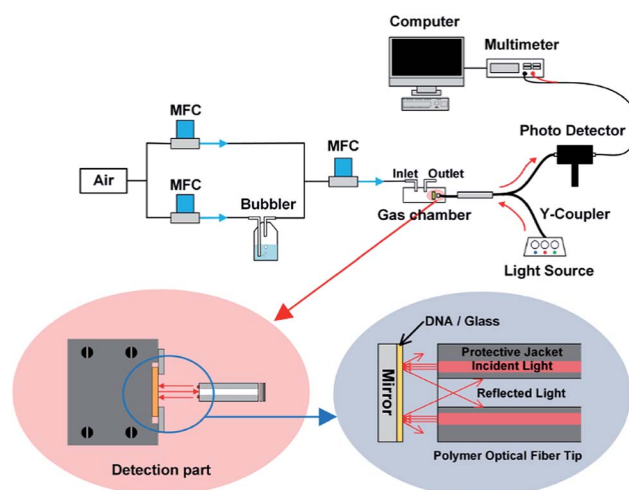 Computer
Multimeter
MFC
MFC
Photo Detector
Air
Inlet Outlet
MFC
Bubbler
Gas chamber
Y-Coupler
Light Source
DNA / Glass
Mirror
Protective Jacket
Incident Light
Reflected Light
Detection part
Polymer Optical Fiber Tip